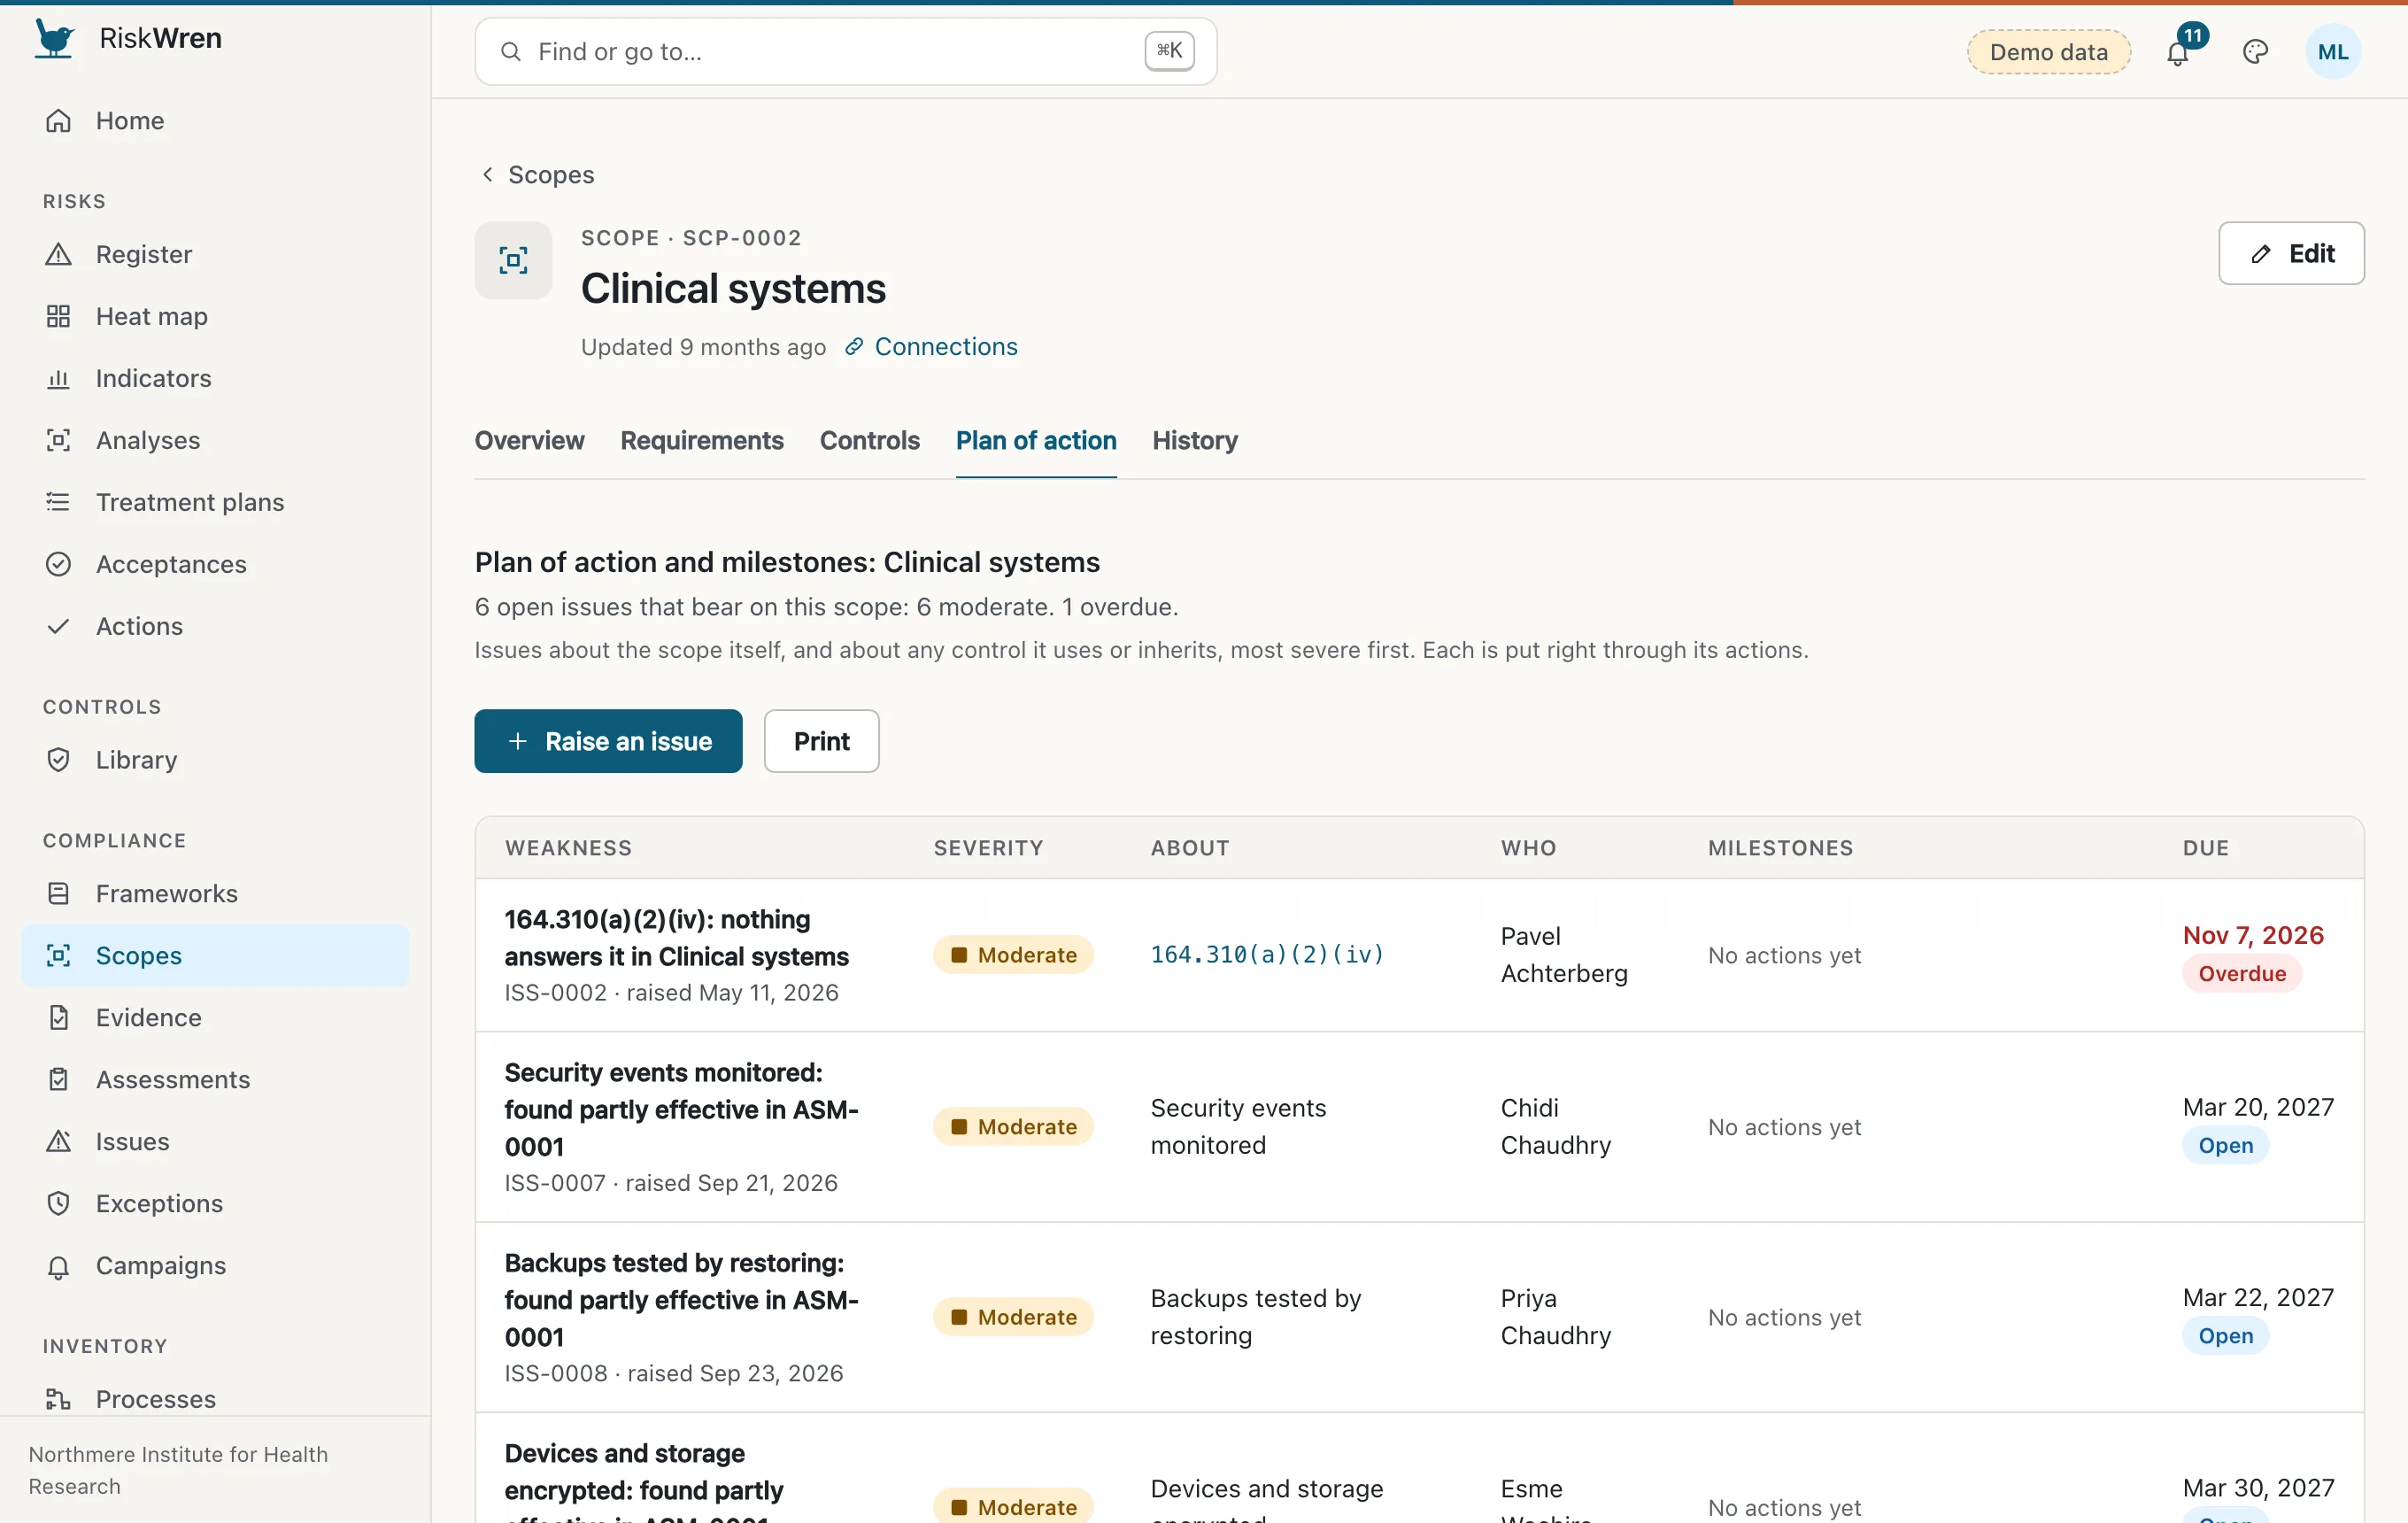 RiskWren
Find or go to...
⌘K
Demo data
11
ML
Home
RISKS
Register
Heat map
Indicators
Analyses
Treatment plans
Acceptances
Actions
CONTROLS
Library
COMPLIANCE
Frameworks
Scopes
Evidence
Assessments
Issues
Exceptions
Campaigns
INVENTORY
Processes
Northmere Institute for Health
Research
Scopes
SCOPE · SCP-0002
Clinical systems
Updated 9 months ago
Connections
Edit
Overview
Requirements
Controls
Plan of action
History
Plan of action and milestones: Clinical systems
6 open issues that bear on this scope: 6 moderate. 1 overdue.
Issues about the scope itself, and about any control it uses or inherits, most severe first. Each is put right through its actions.
+ Raise an issue
Print
WEAKNESS SEVERITY ABOUT WHO MILESTONES DUE
164.310(a)(2)(iv): nothing
answers it in Clinical systems
ISS-0002 · raised May 11, 2026
Moderate
164.310(a)(2)(iv)
Pavel
Achterberg
No actions yet
Nov 7, 2026
Overdue
Security events monitored:
found partly effective in ASM-
0001
ISS-0007 · raised Sep 21, 2026
Moderate
Security events
monitored
Chidi
Chaudhry
No actions yet
Mar 20, 2027
Open
Backups tested by restoring:
found partly effective in ASM-
0001
ISS-0008 · raised Sep 23, 2026
Moderate
Backups tested by
restoring
Priya
Chaudhry
No actions yet
Mar 22, 2027
Open
Devices and storage
encrypted: found partly
effective in ASM-0001
Moderate
Devices and storage
encrypted
Esme
No actions yet
Mar 30, 2027
Open